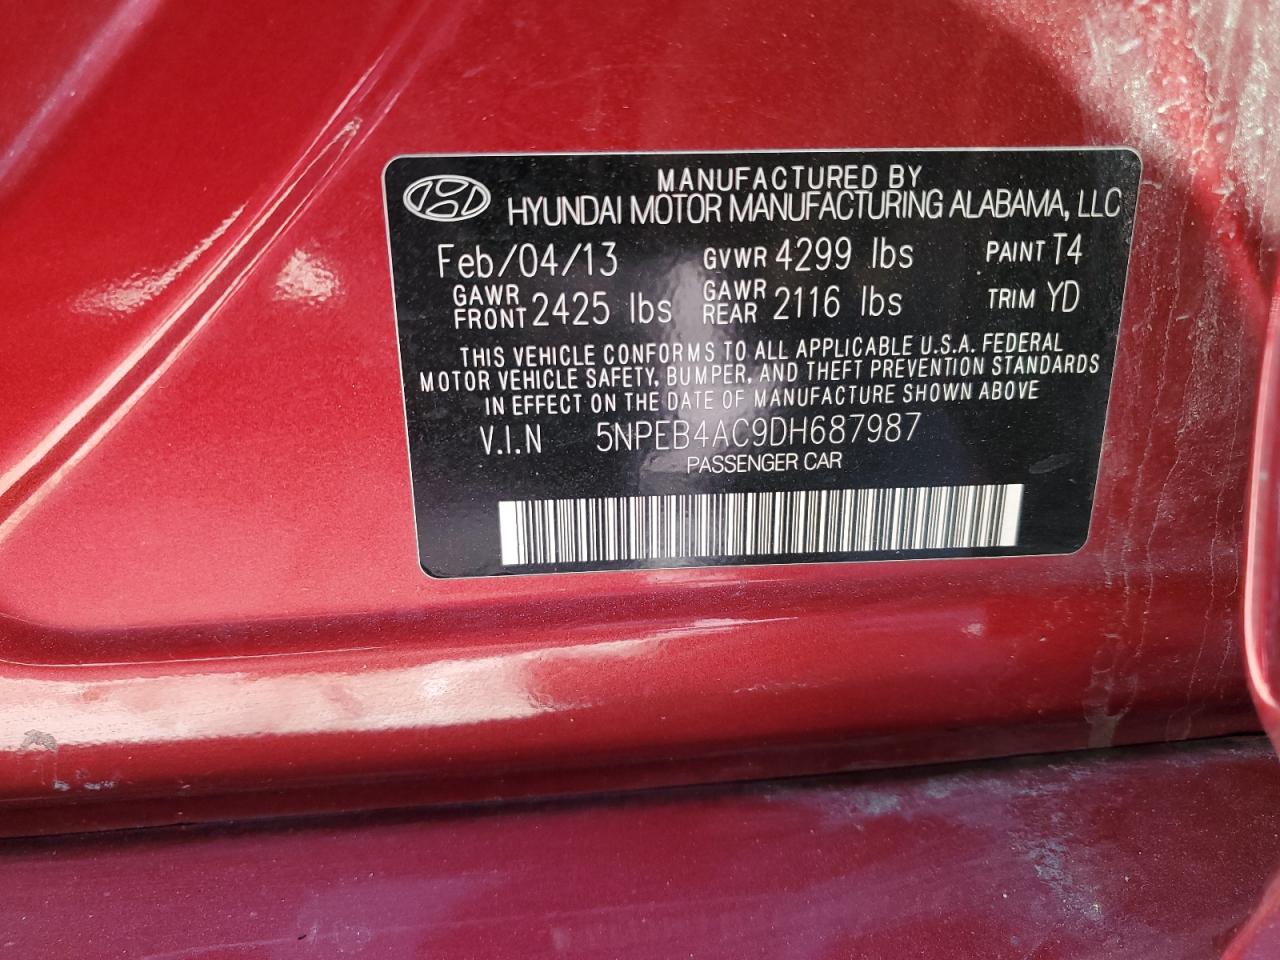 MANUFACTURED BY
HYUNDAI MOTOR MANUFACTURING ALABAMA, LLC
Feb/04/13 GVWR 4299 lbs PAINT T4
GAWR FRONT 2425 lbs GAWR REAR 2116 lbs TRIM YD
THIS VEHICLE CONFORMS TO ALL APPLICABLE U.S.A. FEDERAL
MOTOR VEHICLE SAFETY, BUMPER, AND THEFT PREVENTION STANDARDS
IN EFFECT ON THE DATE OF MANUFACTURE SHOWN ABOVE
V.I.N 5NPEB4AC9DH687987
PASSENGER CAR